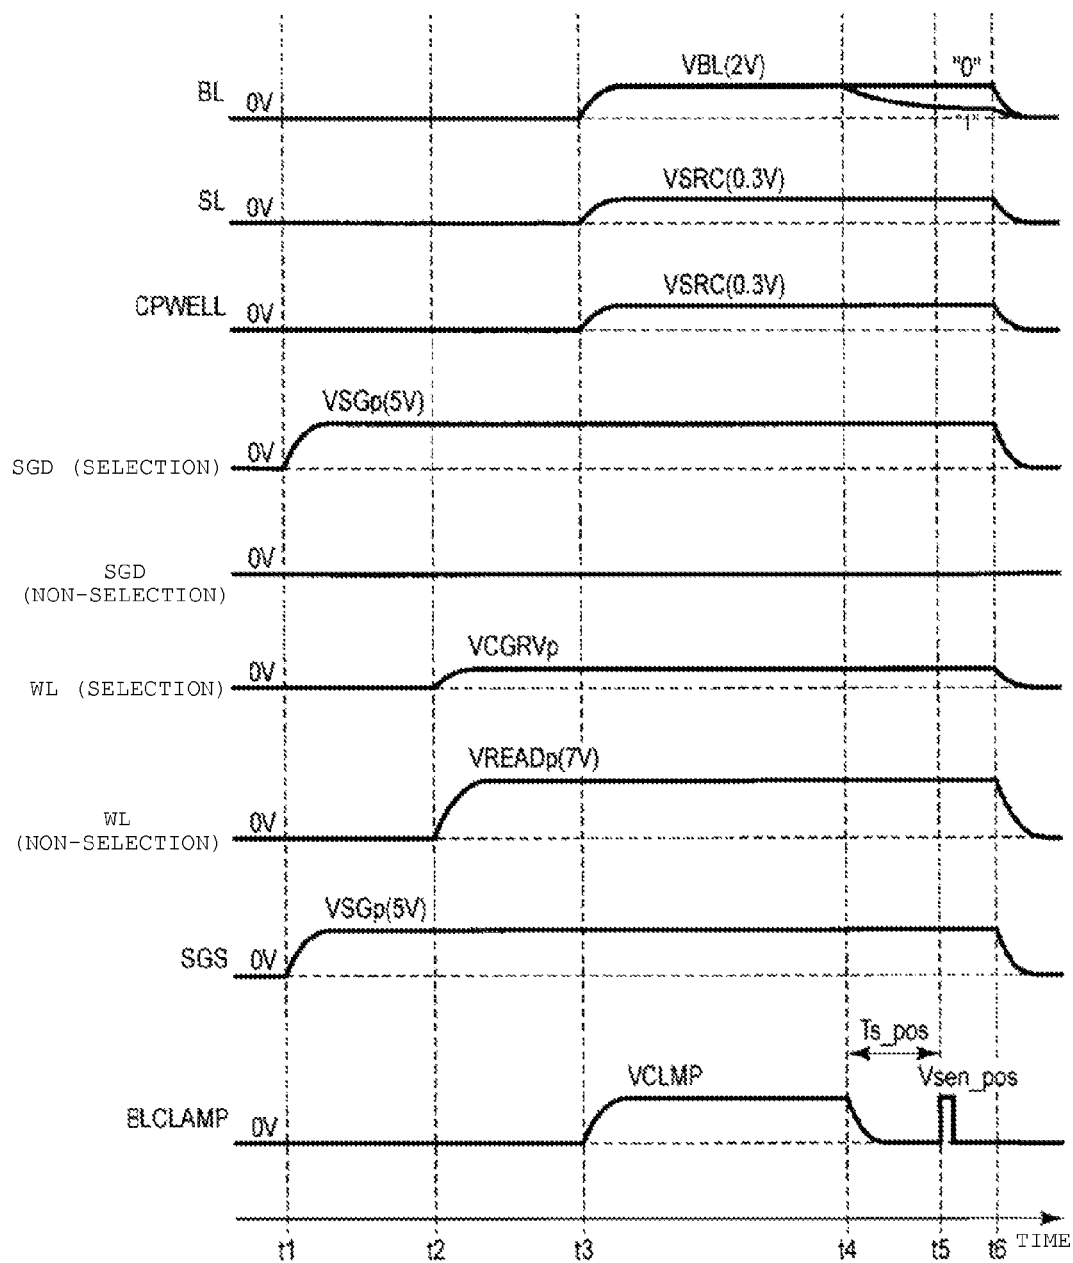 BL 0V VBL(2V) "0"
"1"
SL 0V VSRC(0.3V)
CPWELL 0V VSRC(0.3V)
SGD (SELECTION) 0V VSGp(5V)
SGD
(NON-SELECTION) 0V
WL (SELECTION) 0V VCGRVp
WL
(NON-SELECTION) 0V VREADp(7V)
SGS 0V VSGp(5V)
Ts_pos
BLCLAMP 0V VCLMP Vsen_pos
t1 t2 t3 t4 t5 t6 TIME